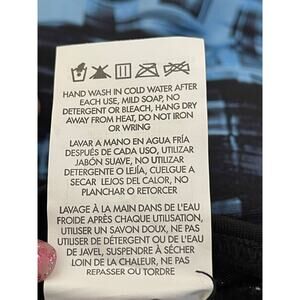 HAND WASH IN COLD WATER AFTER
EACH USE, MILD SOAP, NO
DETERGENT OR BLEACH, HANG DRY
AWAY FROM HEAT, DO NOT IRON
OR WRING
LAVAR A MANO EN AGUA FRÍA
DESPUÉS DE CADA USO, UTILIZAR
JABÓN SUAVE, NO UTILIZAR
DETERGENTE O LEJÍA, CUELGUE A
SECAR LEJOS DEL CALOR, NO
PLANCHAR O RETORCER
LAVAGE À LA MAIN DANS DE L'EAU
FROIDE APRÈS CHAQUE UTILISATION,
UTILISER UN SAVON DOUX, NE PAS
UTILISER DE DÉTERGENT OU DE L'EAU
DE JAVEL, SUSPENDRE À SÉCHER
LOIN DE LA CHALEUR, NE PAS
REPASSER OU TORDRE